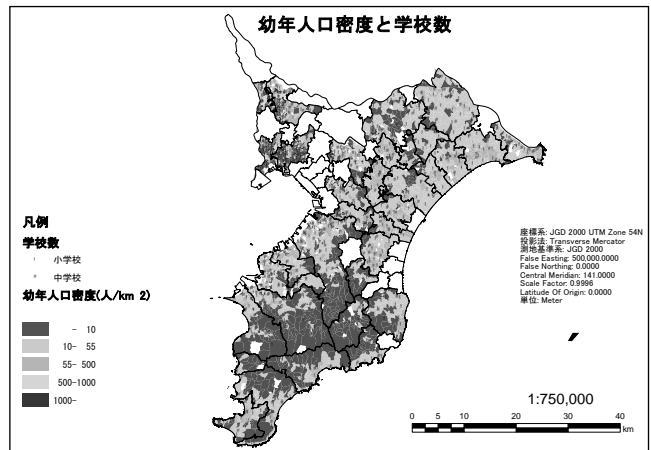 幼年人口密度と学校数
凡例
学校数
小学校
中学校
幼年人口密度(人/km 2)
- 10
10- 55
55- 500
500-1000
1000-
座標系: JGD 2000 UTM Zone 54N
投影法: Transverse Mercator
測地基準系: JGD 2000
False Easting: 500,000.0000
False Northing: 0.0000
Central Meridian: 141.0000
Scale Factor: 0.9996
Latitude Of Origin: 0.0000
単位: Meter
1:750,000
0 5 10 20 30 40
km